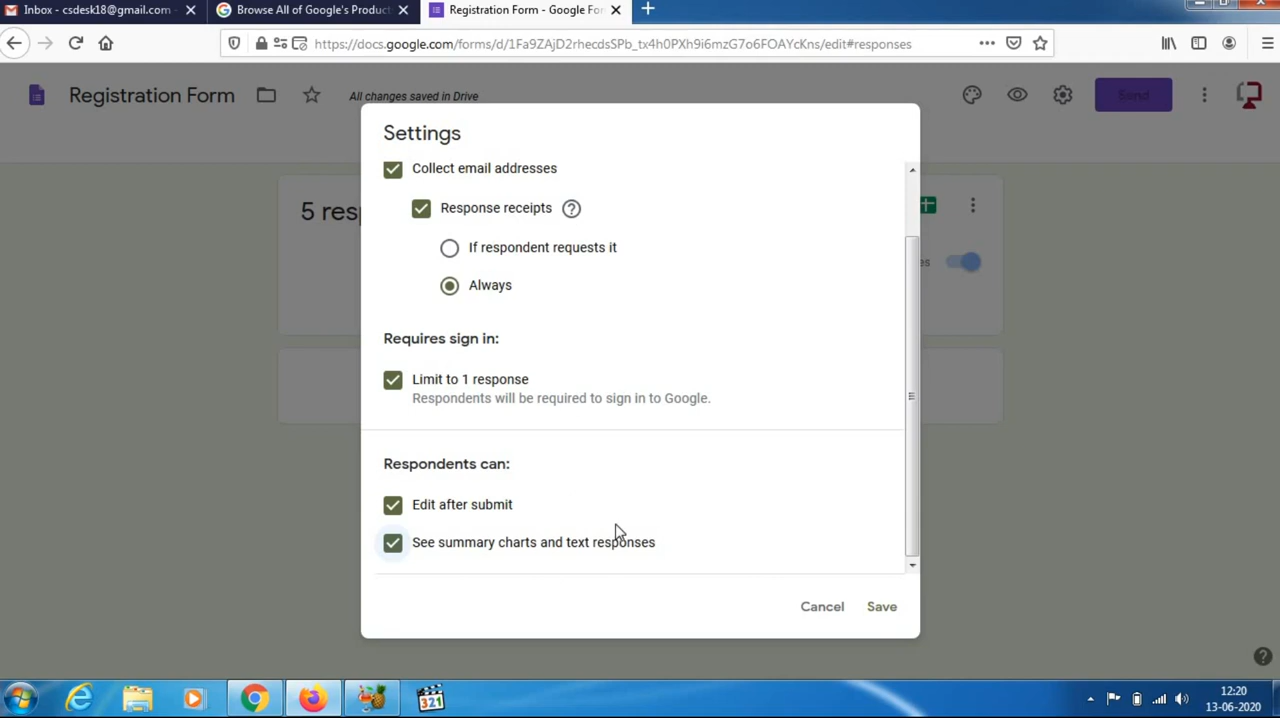 Inbox - csdesk18@gmail.com
Browse All of Google's Product
Registration Form - Google For
https://docs.google.com/forms/d/1Fa9ZAjD2rhecdsSPb_tx4h0PXh9i6mzG7o6FOAYcKns/edit#responses
Registration Form
All changes saved in Drive
Send
Settings
Collect email addresses
5 resp
Response receipts
es
If respondent requests it
Always
Requires sign in:
Limit to 1 response
Respondents will be required to sign in to Google.
Respondents can:
Edit after submit
See summary charts and text responses
Cancel
Save
321
12:20
13-06-2020